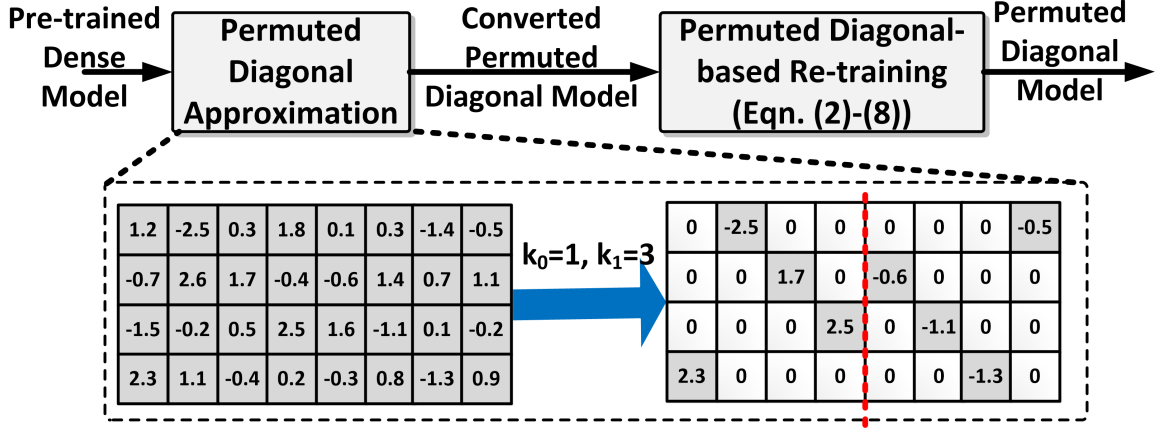 Pre-trained
Dense
Model
Permuted
Diagonal
Approximation
Converted
Permuted
Diagonal Model
Permuted Diagonal-
based Re-training
(Eqn. (2)-(8))
Permuted
Diagonal
Model
1.2 -2.5 0.3 1.8 0.1 0.3 -1.4 -0.5
-0.7 2.6 1.7 -0.4 -0.6 1.4 0.7 1.1
-1.5 -0.2 0.5 2.5 1.6 -1.1 0.1 -0.2
2.3 1.1 -0.4 0.2 -0.3 0.8 -1.3 0.9
k₀=1, k₁=3
0 -2.5 0 0 0 0 0 -0.5
0 0 1.7 0 -0.6 0 0 0
0 0 0 2.5 0 -1.1 0 0
2.3 0 0 0 0 0 -1.3 0